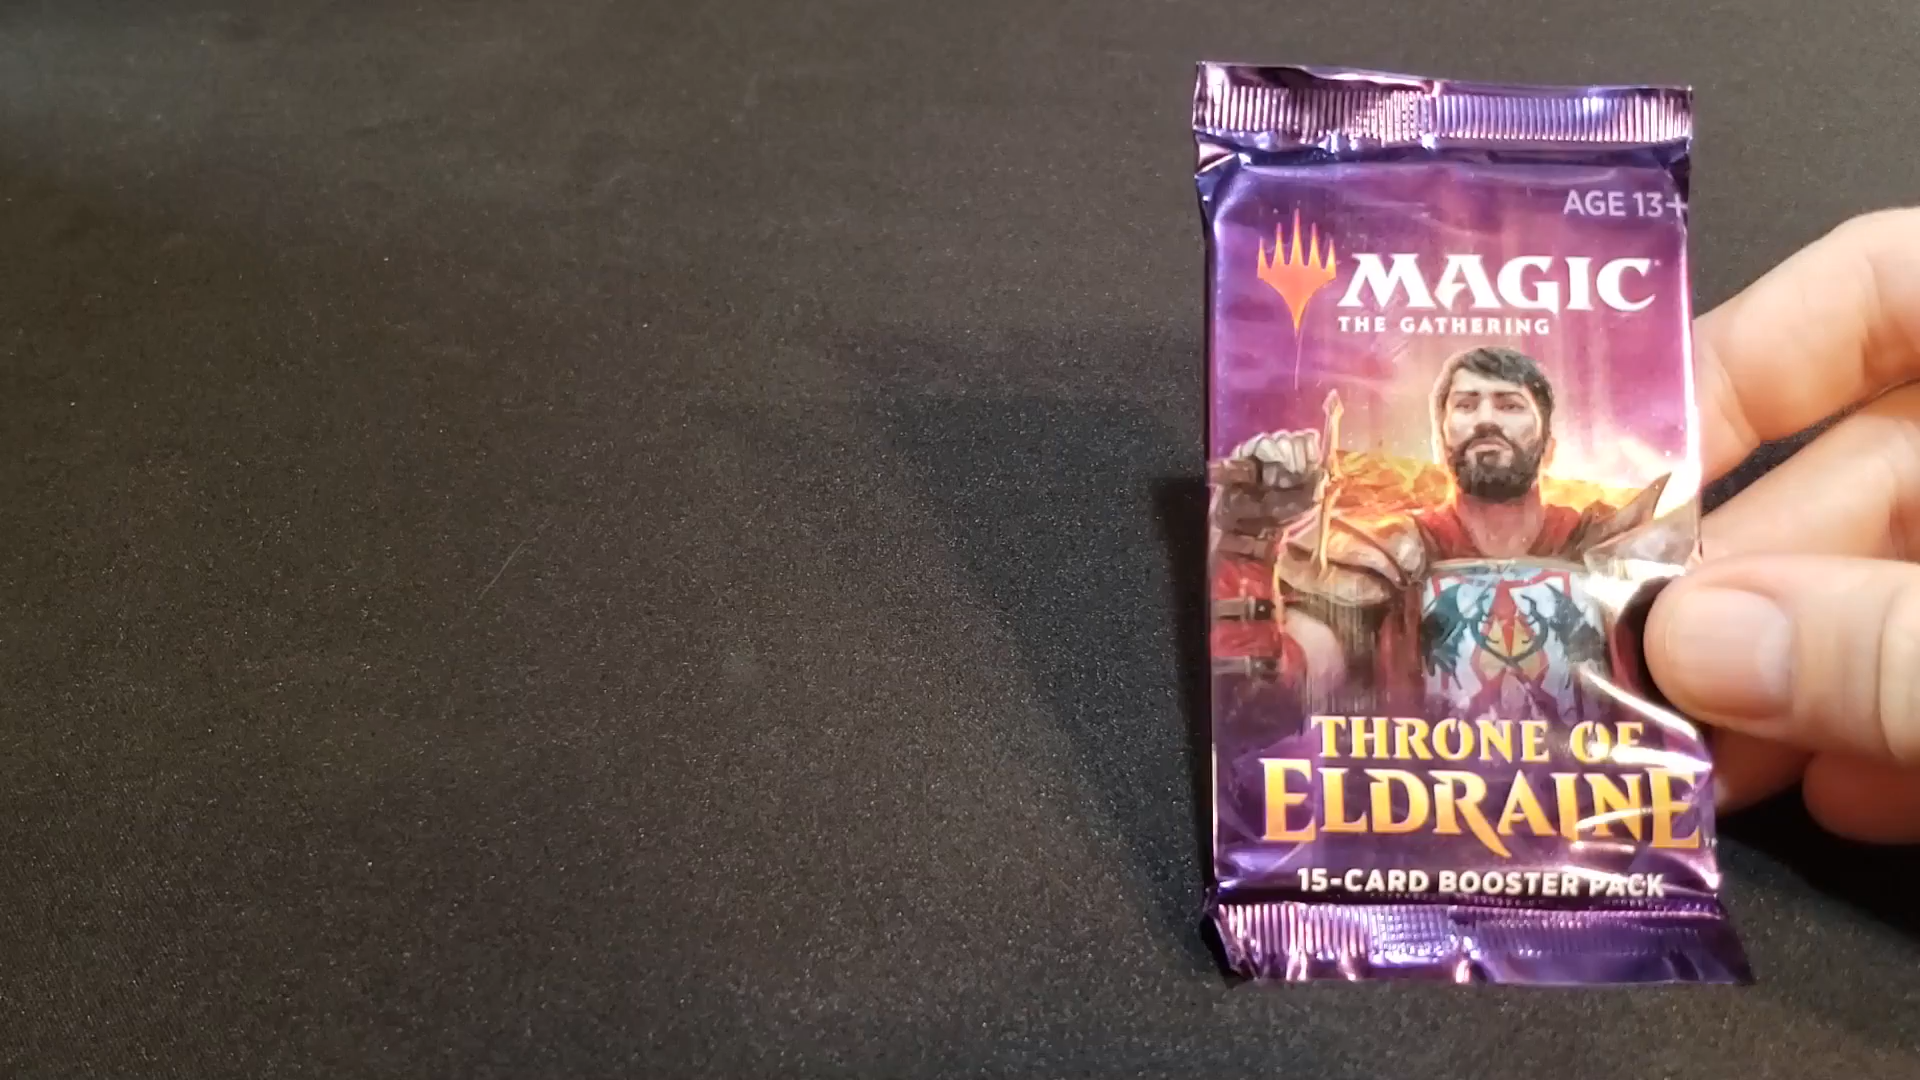 AGE 13+
MAGIC
THE GATHERING
THRONE OF
ELDRAINE
15-CARD BOOSTER PACK